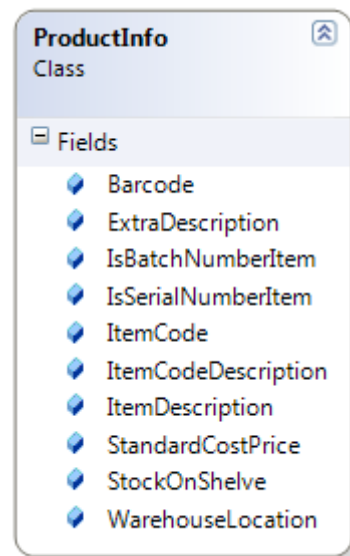 ProductInfo
Class
Fields
Barcode
ExtraDescription
IsBatchNumberItem
IsSerialNumberItem
ItemCode
ItemCodeDescription
ItemDescription
StandardCostPrice
StockOnShelve
WarehouseLocation